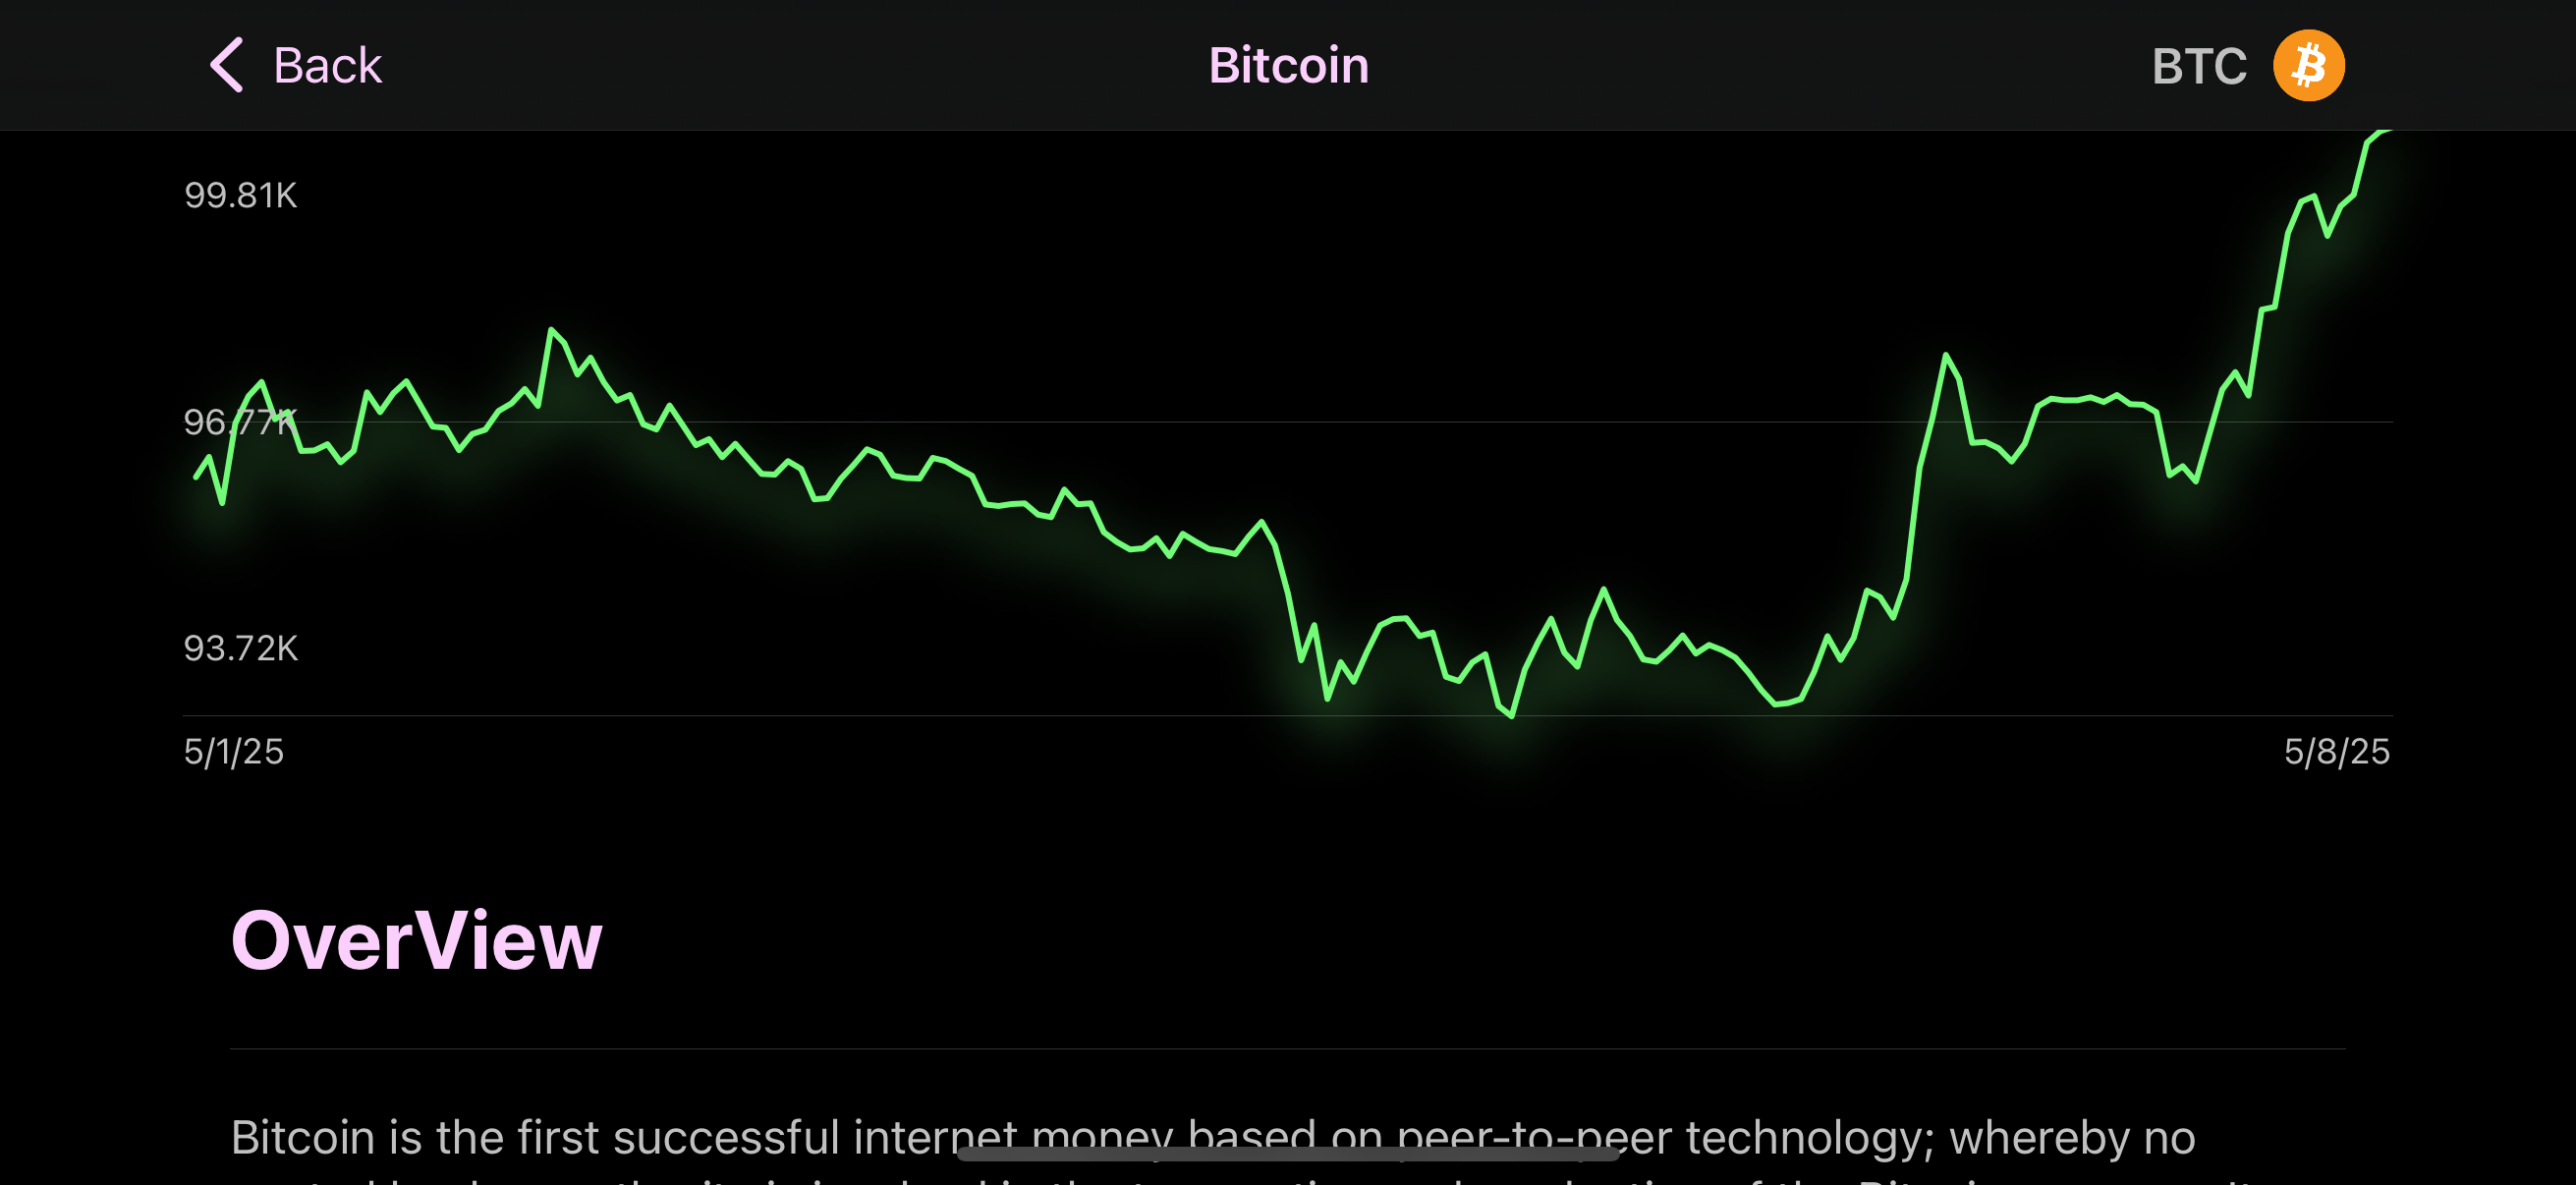 Back
Bitcoin
BTC
99.81K
96.77K
93.72K
5/1/25
5/8/25
OverView
Bitcoin is the first successful internet money based on peer-to-peer technology; whereby no